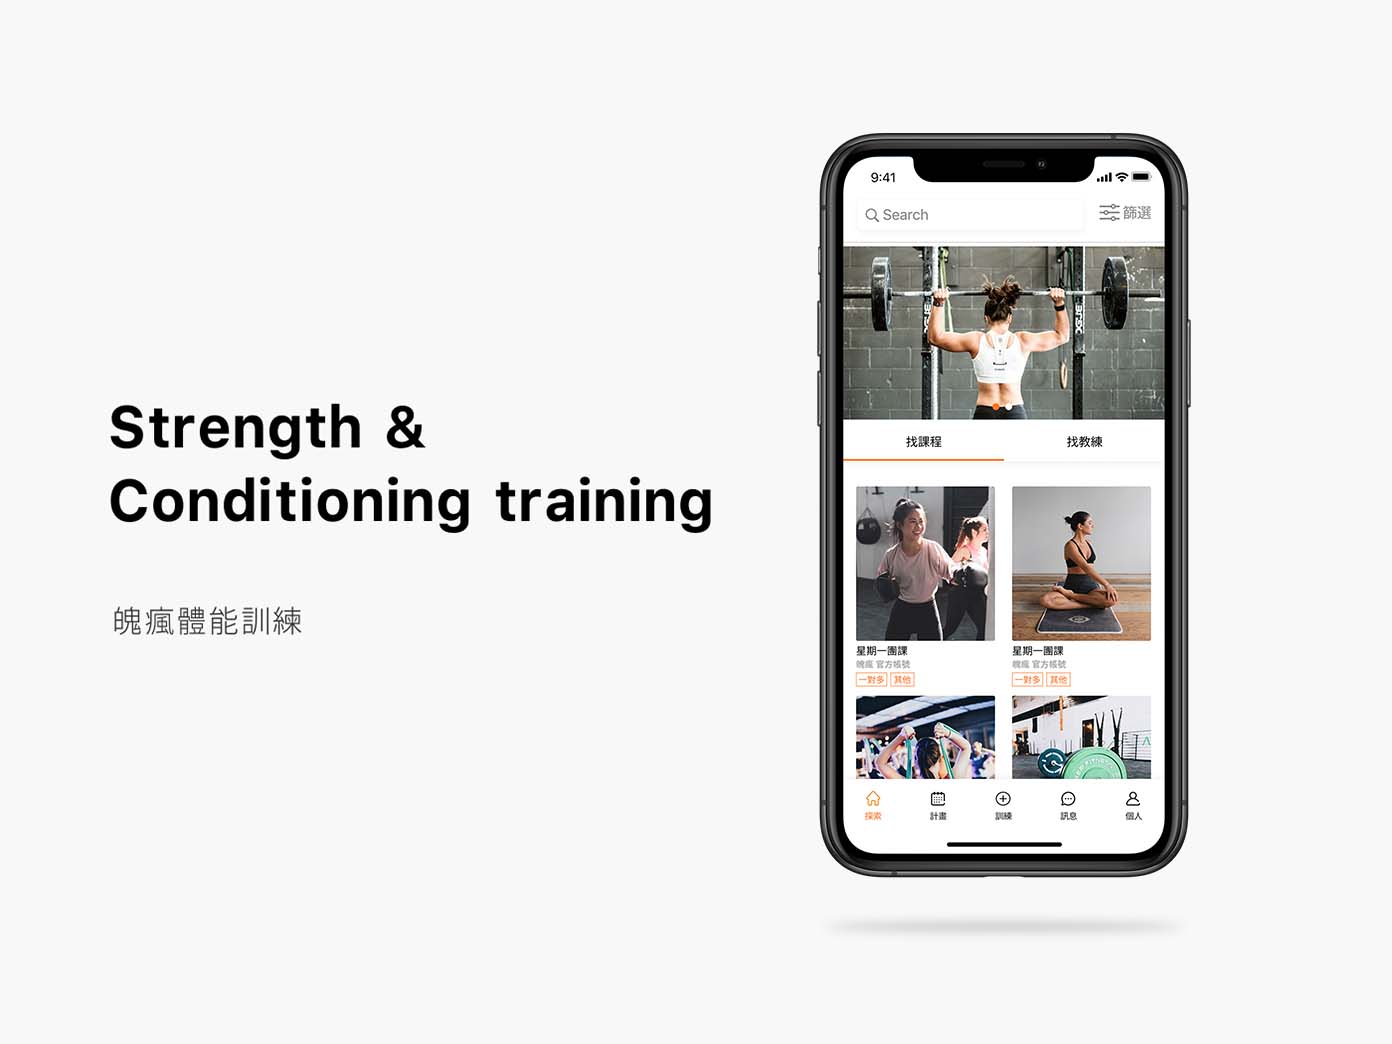 Strength &
Conditioning training
魄瘋體能訓練
9:41
Search
篩選
找課程
找教練
星期一團課
魄瘋 官方帳號
一對多 其他
星期一團課
魄瘋 官方帳號
一對多 其他
探索
計畫
訓練
訊息
個人